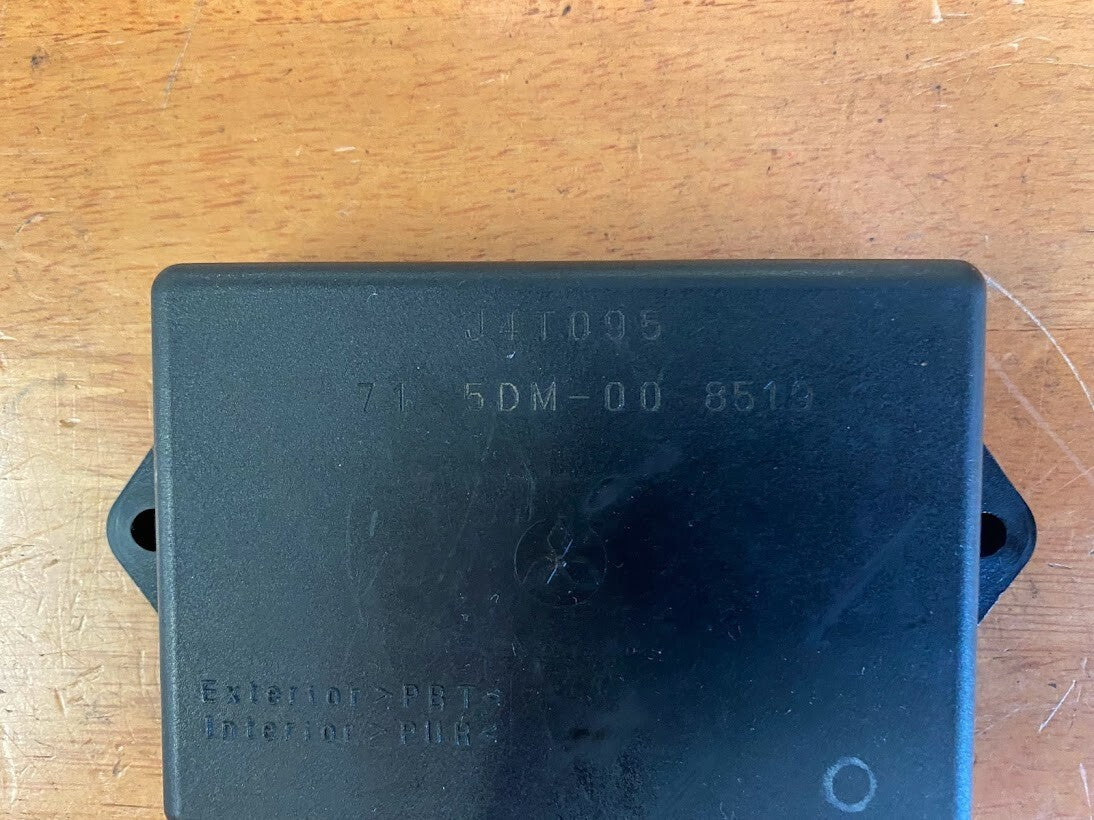 J4T095
71 5DM-00 8519
Exterior>PBT<
Interior>PUR<